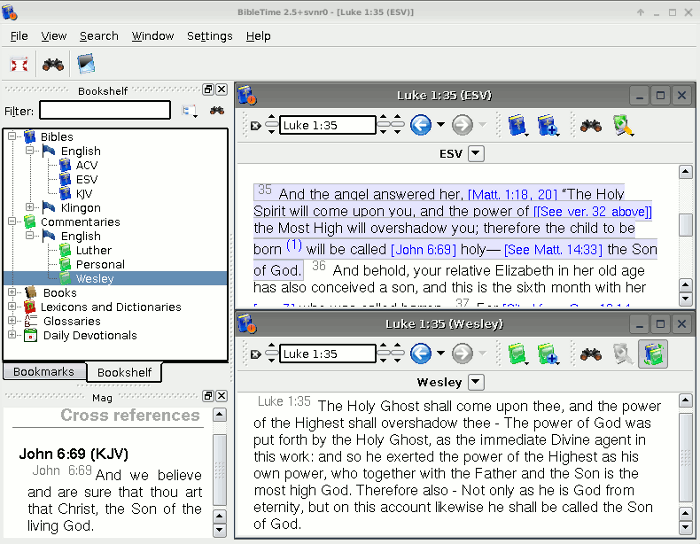 BibleTime 2.5+svnr0 - [Luke 1:35 (ESV)]
File View Search Window Settings Help
Bookshelf
Filter:
Bibles
English
ACV
ESV
KJV
Klingon
Commentaries
English
Luther
Personal
Wesley
Books
Lexicons and Dictionaries
Glossaries
Daily Devotionals
Bookmarks Bookshelf
Mag
Cross references
John 6:69 (KJV)
John 6:69 And we believe
and are sure that thou art
that Christ, the Son of the
living God.
Luke 1:35 (ESV)
Luke 1:35
ESV
35 And the angel answered her, [Matt. 1:18, 20] “The Holy
Spirit will come upon you, and the power of [[See ver. 32 above]]
the Most High will overshadow you; therefore the child to be
born (1) will be called [John 6:69] holy— [See Matt. 14:33] the Son
of God. 36 And behold, your relative Elizabeth in her old age
has also conceived a son, and this is the sixth month with her
who was called barren. 37 For
Luke 1:35 (Wesley)
Luke 1:35
Wesley
Luke 1:35 The Holy Ghost shall come upon thee, and the power
of the Highest shall overshadow thee - The power of God was
put forth by the Holy Ghost, as the immediate Divine agent in
this work: and so he exerted the power of the Highest as his
own power, who together with the Father and the Son is the
most high God. Therefore also - Not only as he is God from
eternity, but on this account likewise he shall be called the Son
of God.